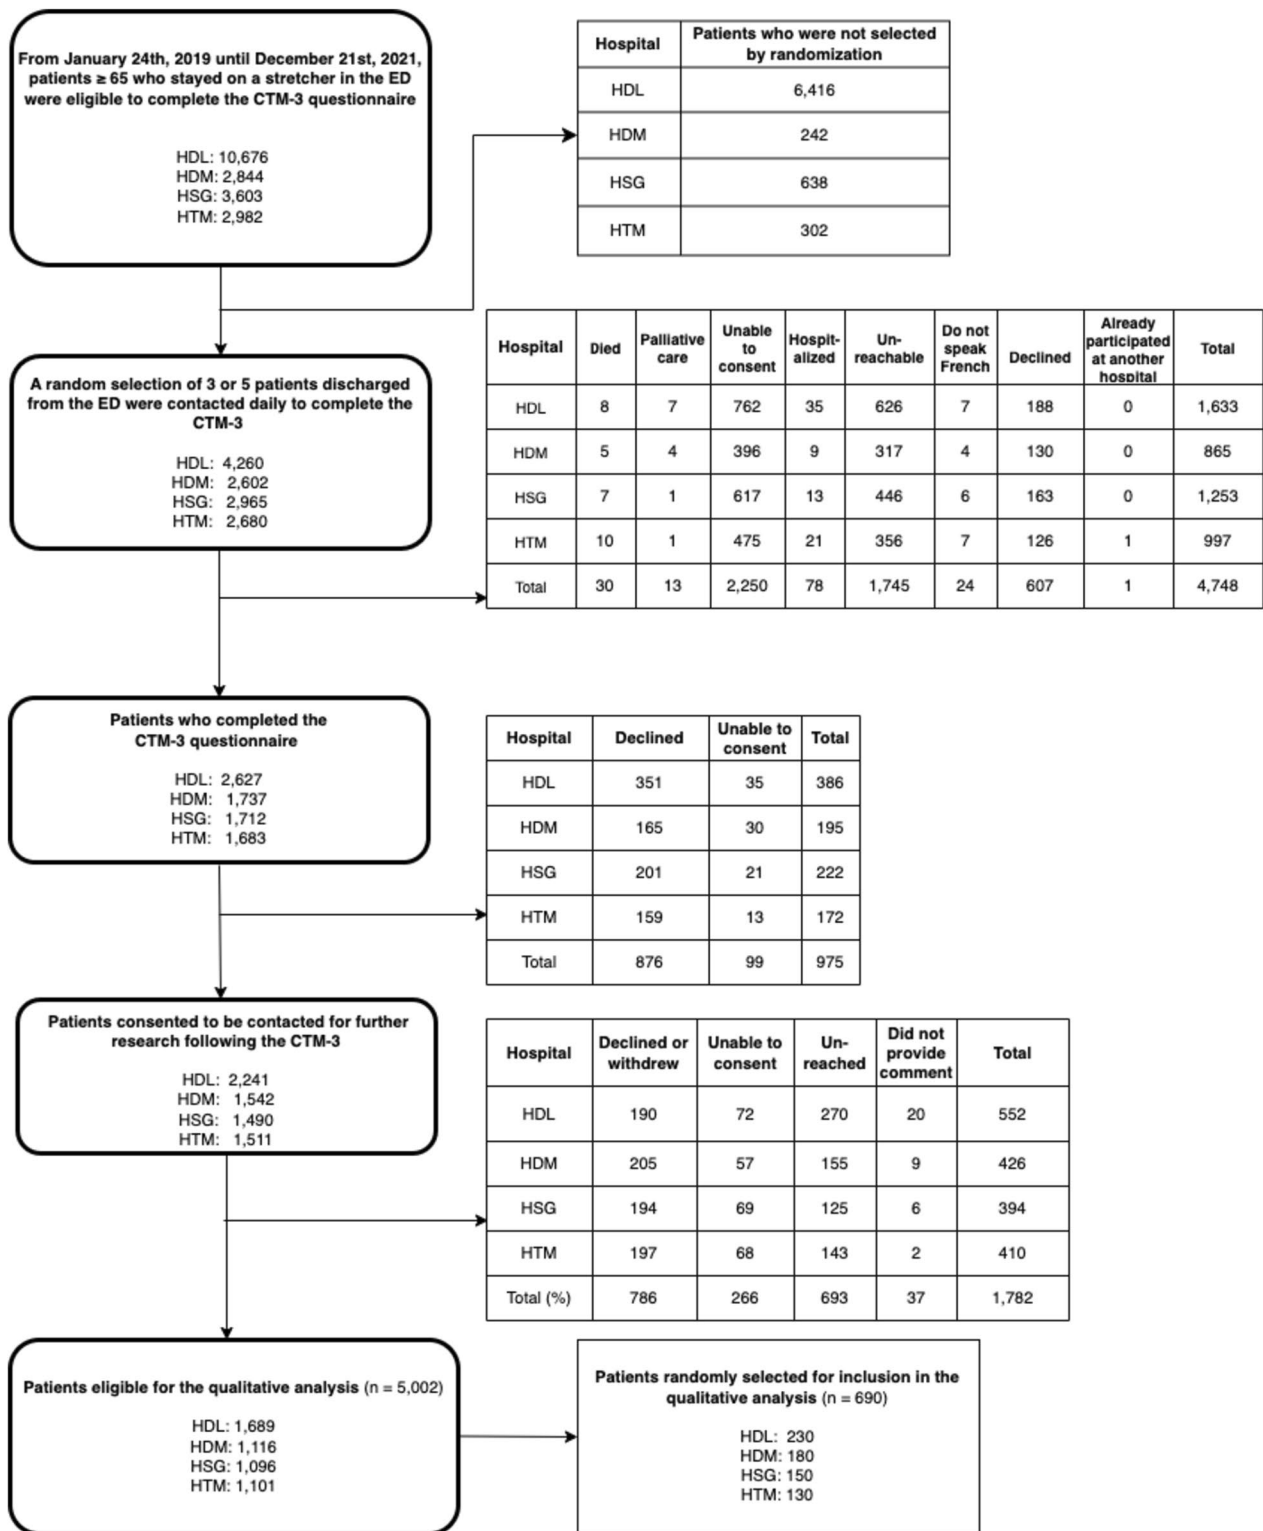 From January 24th, 2019 until December 21st, 2021,
patients ≥ 65 who stayed on a stretcher in the ED
were eligible to complete the CTM-3 questionnaire
HDL: 10,676
HDM: 2,844
HSG: 3,603
HTM: 2,982
Hospital Patients who were not selected
by randomization
HDL 6,416
HDM 242
HSG 638
HTM 302
A random selection of 3 or 5 patients discharged
from the ED were contacted daily to complete the
CTM-3
HDL: 4,260
HDM: 2,602
HSG: 2,965
HTM: 2,680
Hospital Died Palliative
care Unable
to
consent Hospit-
alized Un-
reachable Do not
speak
French Declined Already
participated
at another
hospital Total
HDL 8 7 762 35 626 7 188 0 1,633
HDM 5 4 396 9 317 4 130 0 865
HSG 7 1 617 13 446 6 163 0 1,253
HTM 10 1 475 21 356 7 126 1 997
Total 30 13 2,250 78 1,745 24 607 1 4,748
Patients who completed the
CTM-3 questionnaire
HDL: 2,627
HDM: 1,737
HSG: 1,712
HTM: 1,683
Hospital Declined Unable to
consent Total
HDL 351 35 386
HDM 165 30 195
HSG 201 21 222
HTM 159 13 172
Total 876 99 975
Patients consented to be contacted for further
research following the CTM-3
HDL: 2,241
HDM: 1,542
HSG: 1,490
HTM: 1,511
Hospital Declined or
withdrew Unable to
consent Un-
reached Did not
provide
comment Total
HDL 190 72 270 20 552
HDM 205 57 155 9 426
HSG 194 69 125 6 394
HTM 197 68 143 2 410
Total (%) 786 266 693 37 1,782
Patients eligible for the qualitative analysis (n = 5,002)
HDL: 1,689
HDM: 1,116
HSG: 1,096
HTM: 1,101
Patients randomly selected for inclusion in the
qualitative analysis (n = 690)
HDL: 230
HDM: 180
HSG: 150
HTM: 130